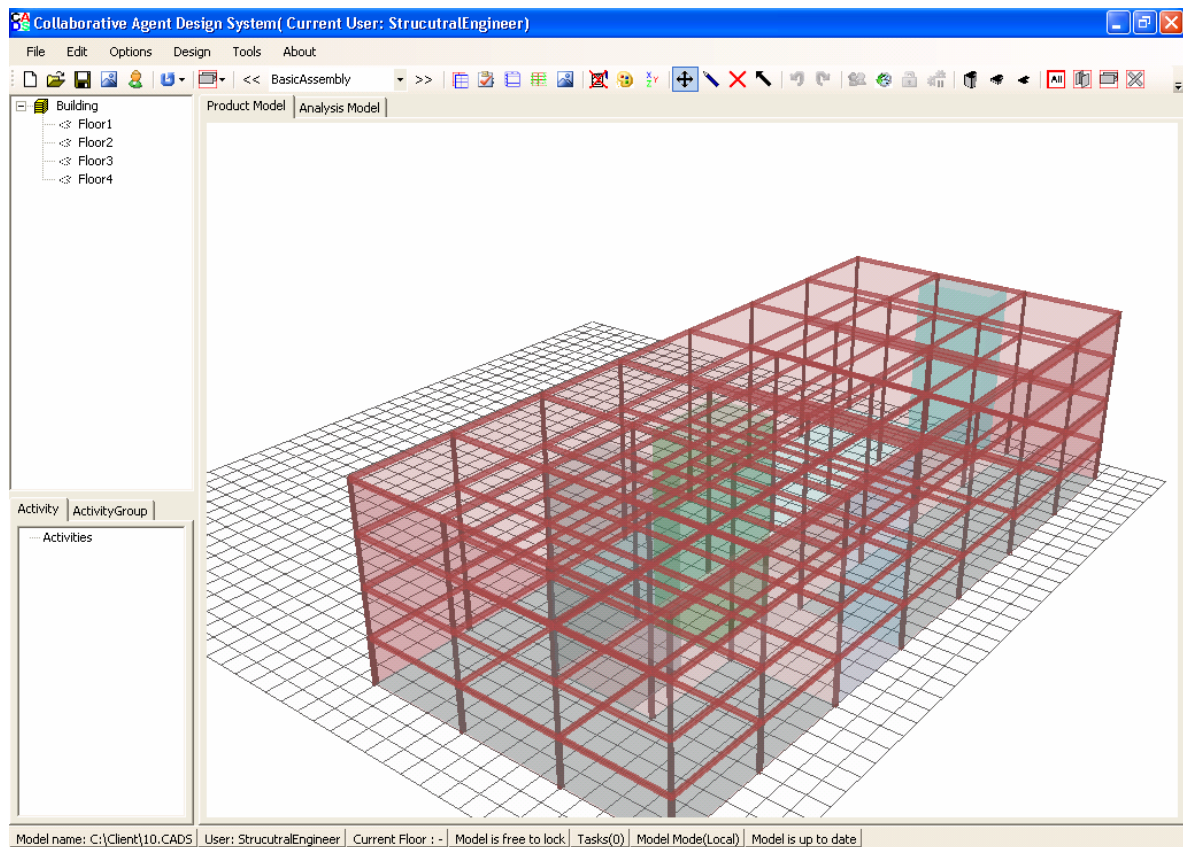 Collaborative Agent Design System( Current User: StrucutralEngineer)
File Edit Options Design Tools About
<< BasicAssembly >> All
Building
Floor1
Floor2
Floor3
Floor4
Product Model Analysis Model
Activity ActivityGroup
Activities
Model name: C:\Client\10.CADS User: StrucutralEngineer Current Floor : - Model is free to lock Tasks(0) Model Mode(Local) Model is up to date